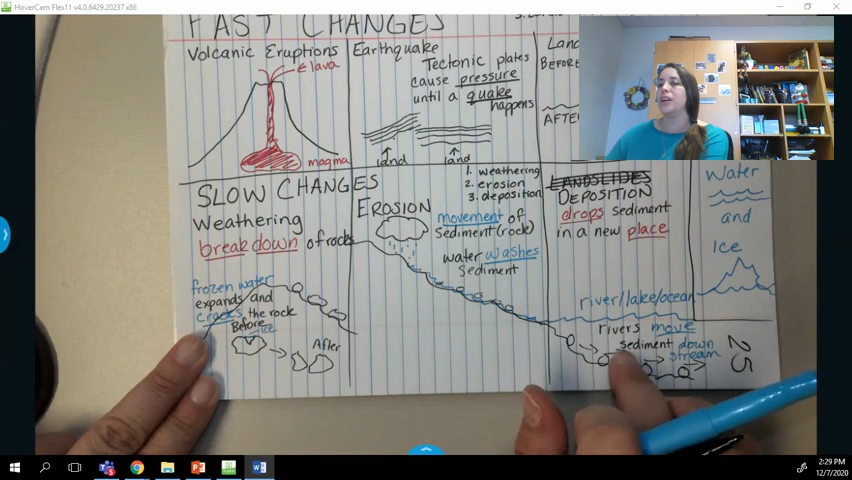 HoverCam Flex11 v4.0.6429.20237 x86
FAST CHANGES
Volcanic Eruptions
← lava
magma
Earthquake
Tectonic plates
cause pressure
until a quake
happens
land
land
BEFORE
AFTE
SLOW CHANGES
Weathering
break down of rocks
frozen water
expands and
cracks the rock
Before
ice
After
EROSION
1. weathering
2. erosion
3. deposition
movement of
sediment (rock)
water washes
sediment
LANDSLIDES
DEPOSITION
drops sediment
in a new place
river/lake/ocean
rivers move
sediment down
stream
Water
and
Ice
25
2:29 PM
12/7/2020